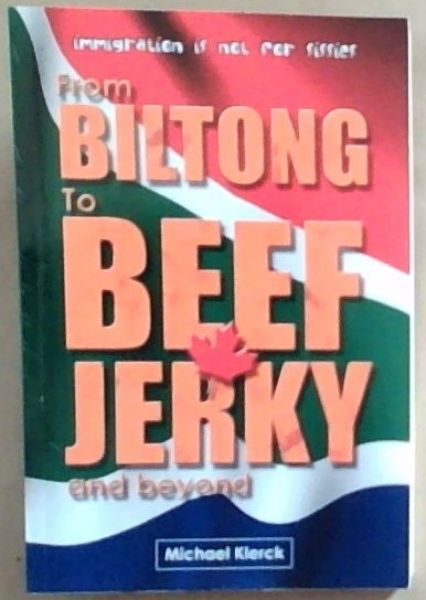 immigration is not for sissies
From
BILTONG
To
BEEF
JERKY
and beyond
Michael Klerck